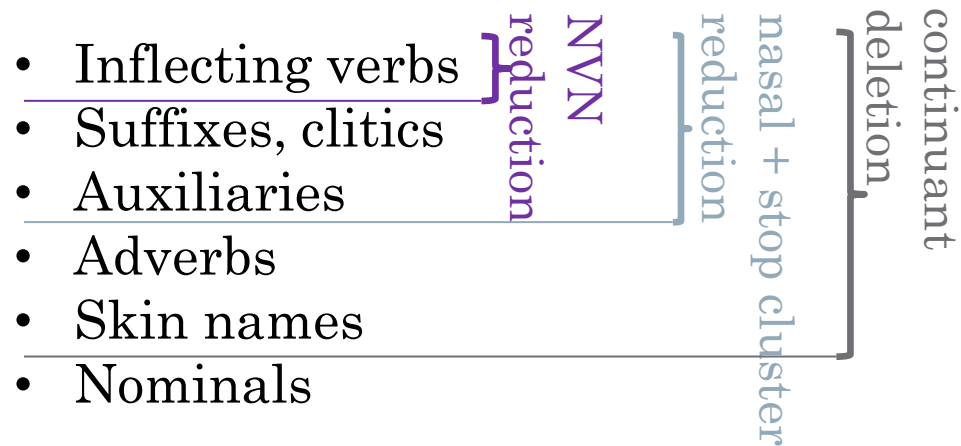 • Inflecting verbs
• Suffixes, clitics
• Auxiliaries
• Adverbs
• Skin names
• Nominals
NVN
reduction
nasal + stop cluster
reduction
continuant
deletion